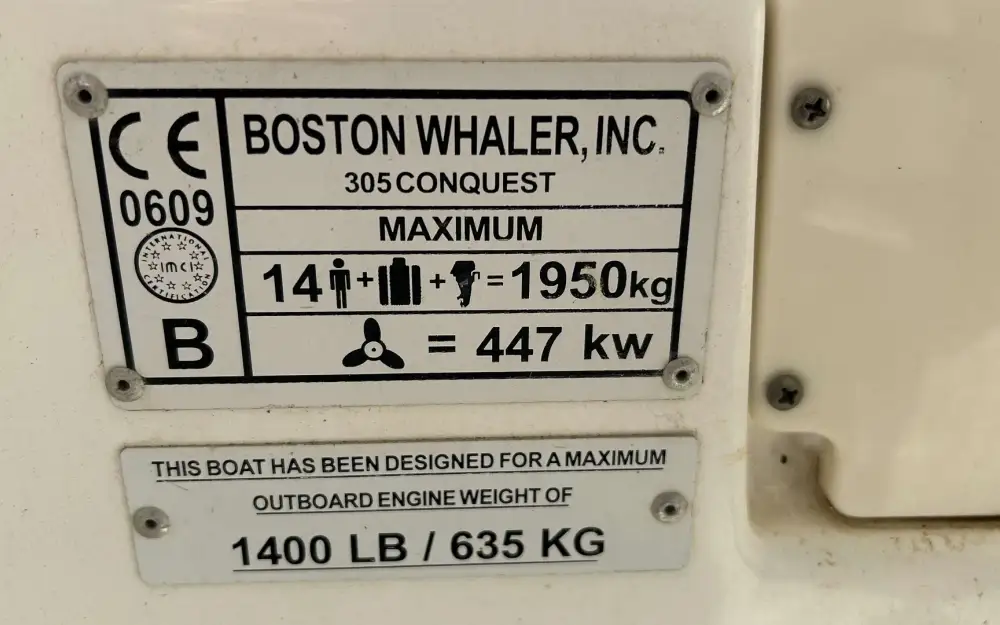 CE
0609
INTERNATIONAL
IMCI
CERTIFICATION
B
BOSTON WHALER, INC.
305 CONQUEST
MAXIMUM
14 + + = 1950kg
= 447 kw
THIS BOAT HAS BEEN DESIGNED FOR A MAXIMUM
OUTBOARD ENGINE WEIGHT OF
1400 LB / 635 KG